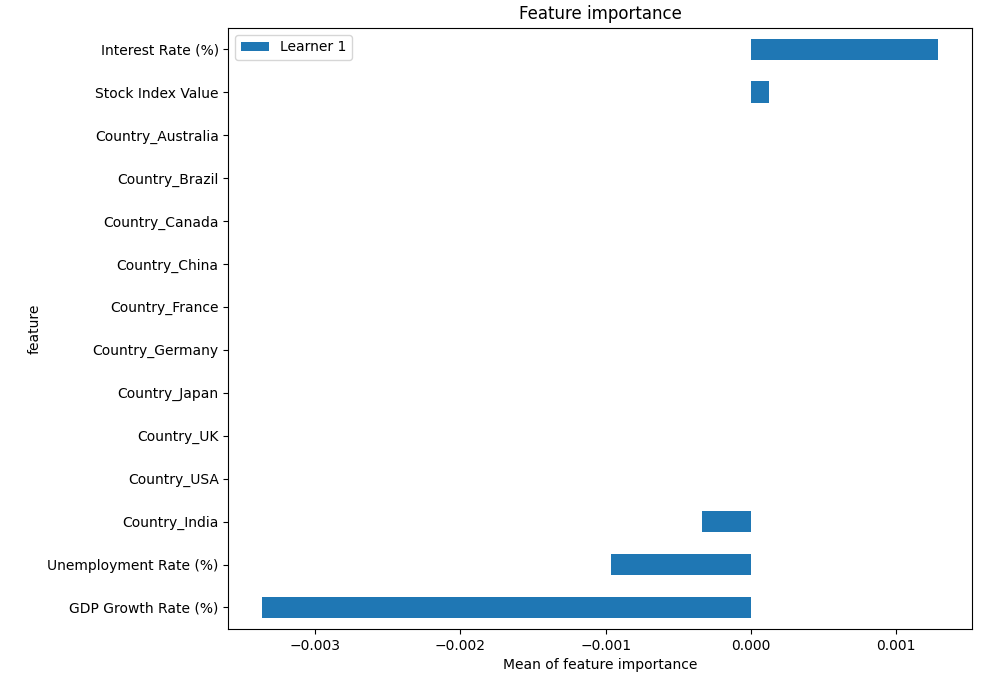 Feature importance
Learner 1
Interest Rate (%)
Stock Index Value
Country_Australia
Country_Brazil
Country_Canada
Country_China
Country_France
Country_Germany
Country_Japan
Country_UK
Country_USA
Country_India
Unemployment Rate (%)
GDP Growth Rate (%)
feature
−0.003 −0.002 −0.001 0.000 0.001
Mean of feature importance